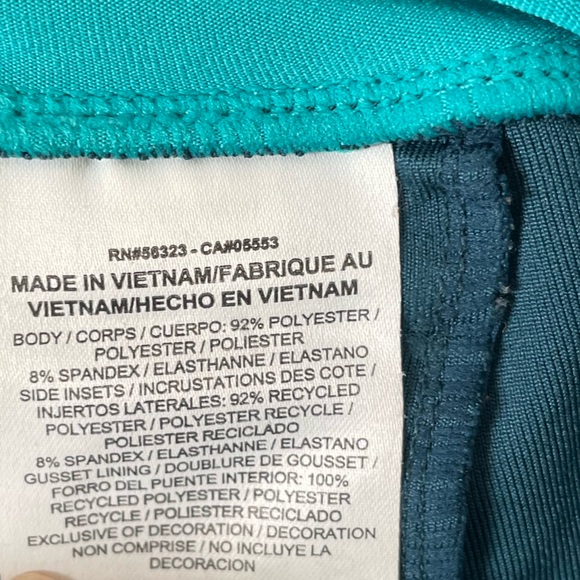 RN#56323 - CA#05553
MADE IN VIETNAM/FABRIQUE AU
VIETNAM/HECHO EN VIETNAM
BODY / CORPS / CUERPO: 92% POLYESTER /
POLYESTER / POLIESTER
8% SPANDEX / ELASTHANNE / ELASTANO
SIDE INSETS / INCRUSTATIONS DES COTE /
INJERTOS LATERALES: 92% RECYCLED
POLYESTER / POLYESTER RECYCLE /
POLIESTER RECICLADO
8% SPANDEX / ELASTHANNE / ELASTANO
GUSSET LINING / DOUBLURE DE GOUSSET /
FORRO DEL PUENTE INTERIOR: 100%
RECYCLED POLYESTER / POLYESTER
RECYCLE / POLIESTER RECICLADO
EXCLUSIVE OF DECORATION / DECORATION
NON COMPRISE / NO INCLUYE LA
DECORACION